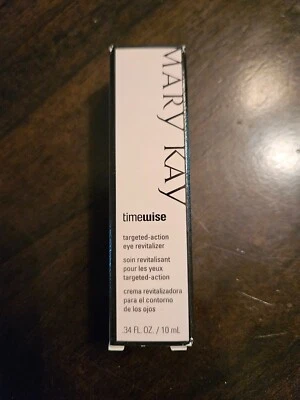 MARY KAY
timewise
targeted-action
eye revitalizer
soin revitalisant
pour les yeux
targeted-action
crema revitalizadora
para el contorno
de los ojos
.34 FL. OZ. / 10 mL